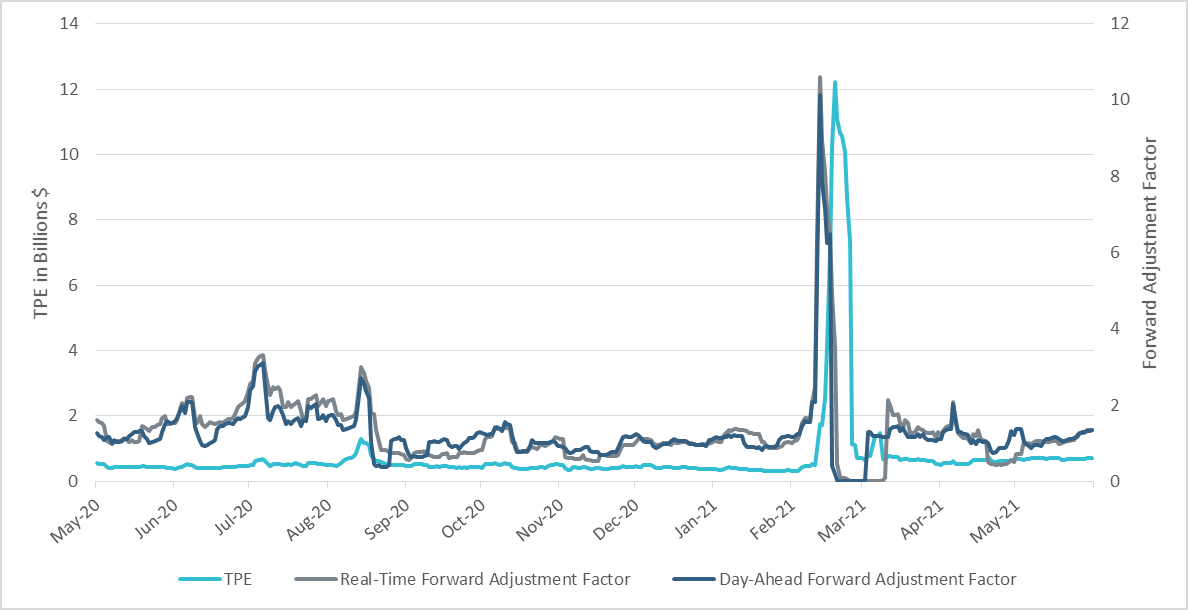 14
12
10
8
6
4
2
0
TPE in Billions $
12
10
8
6
4
2
0
Forward Adjustment Factor
May-20
Jun-20
Jul-20
Aug-20
Sep-20
Oct-20
Nov-20
Dec-20
Jan-21
Feb-21
Mar-21
Apr-21
May-21
TPE
Real-Time Forward Adjustment Factor
Day-Ahead Forward Adjustment Factor